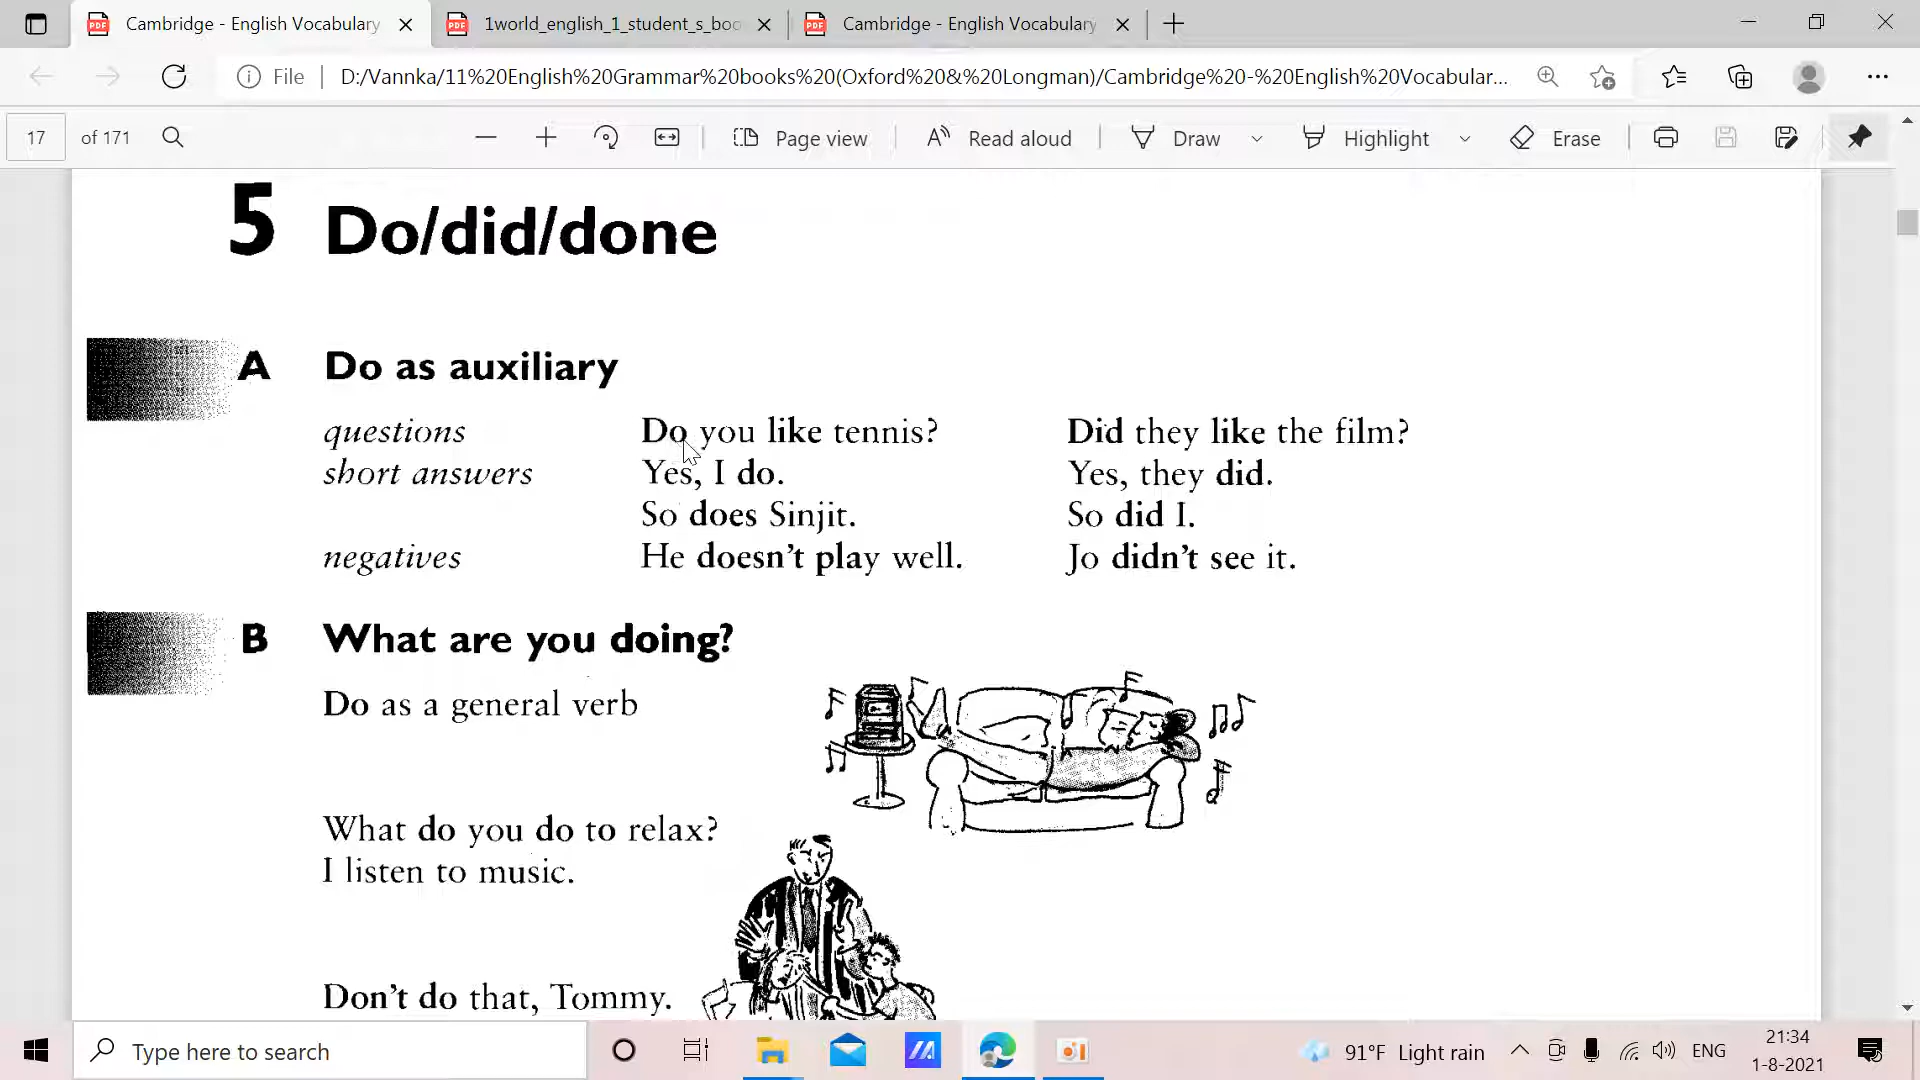 Cambridge - English Vocabulary
1world_english_1_student_s_boo
Cambridge - English Vocabulary
File
D:/Vannka/11%20English%20Grammar%20books%20(Oxford%20&%20Longman)/Cambridge%20-%20English%20Vocabular...
17 of 171
Page view
Read aloud
Draw
Highlight
Erase
5 Do/did/done
A Do as auxiliary
questions Do you like tennis? Did they like the film?
short answers Yes, I do. Yes, they did.
So does Sinjit. So did I.
negatives He doesn't play well. Jo didn't see it.
B What are you doing?
Do as a general verb
What do you do to relax?
I listen to music.
Don't do that, Tommy.
Type here to search
91°F Light rain
ENG
21:34
1-8-2021